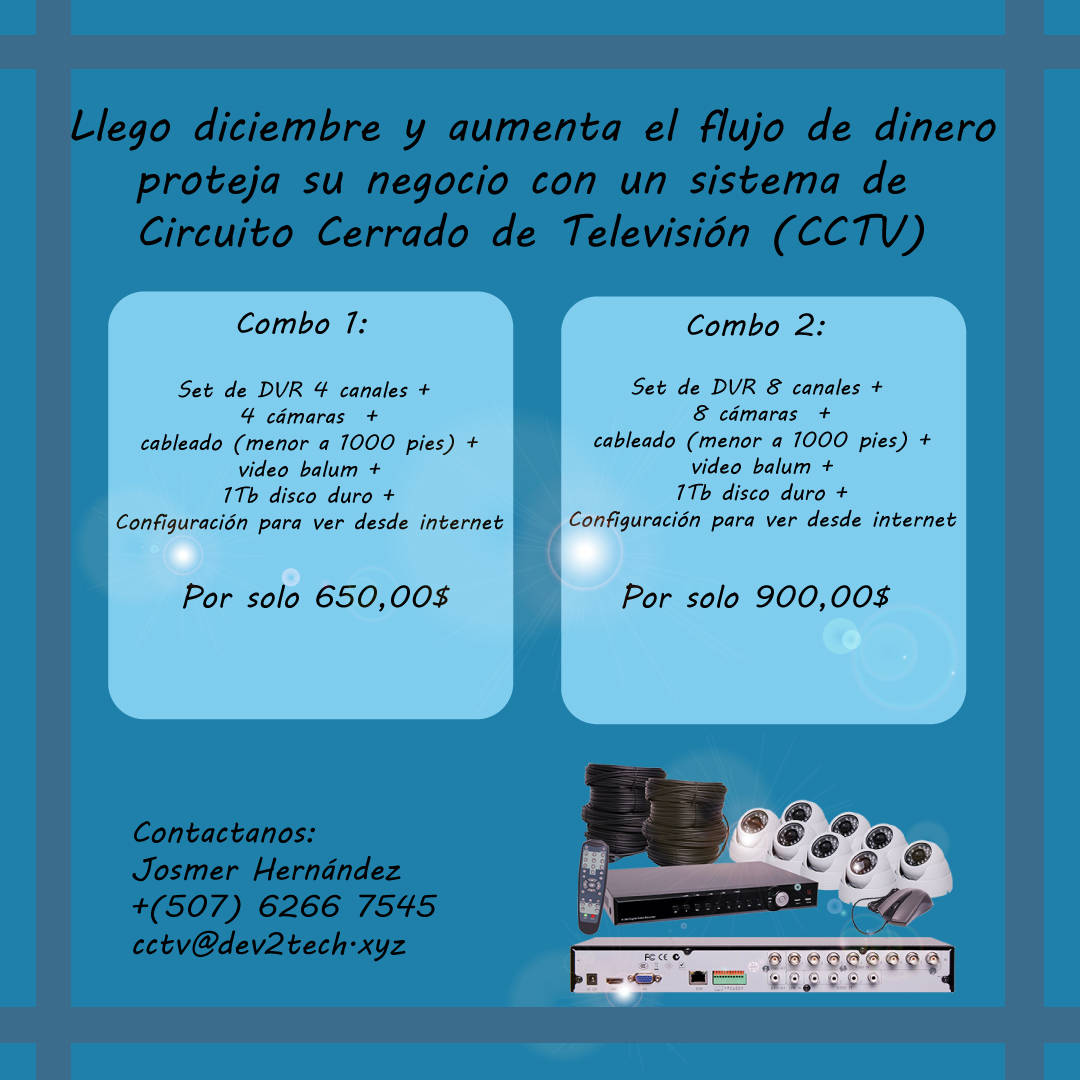 Llego diciembre y aumenta el flujo de dinero
proteja su negocio con un sistema de
Circuito Cerrado de Televisión (CCTV)
Combo 1:
Set de DVR 4 canales +
4 cámaras +
cableado (menor a 1000 pies) +
video balum +
1Tb disco duro +
Configuración para ver desde internet
Por solo 650,00$
Combo 2:
Set de DVR 8 canales +
8 cámaras +
cableado (menor a 1000 pies) +
video balum +
1Tb disco duro +
Configuración para ver desde internet
Por solo 900,00$
Contactanos:
Josmer Hernández
+(507) 6266 7545
cctv@dev2tech.xyz
FC CE